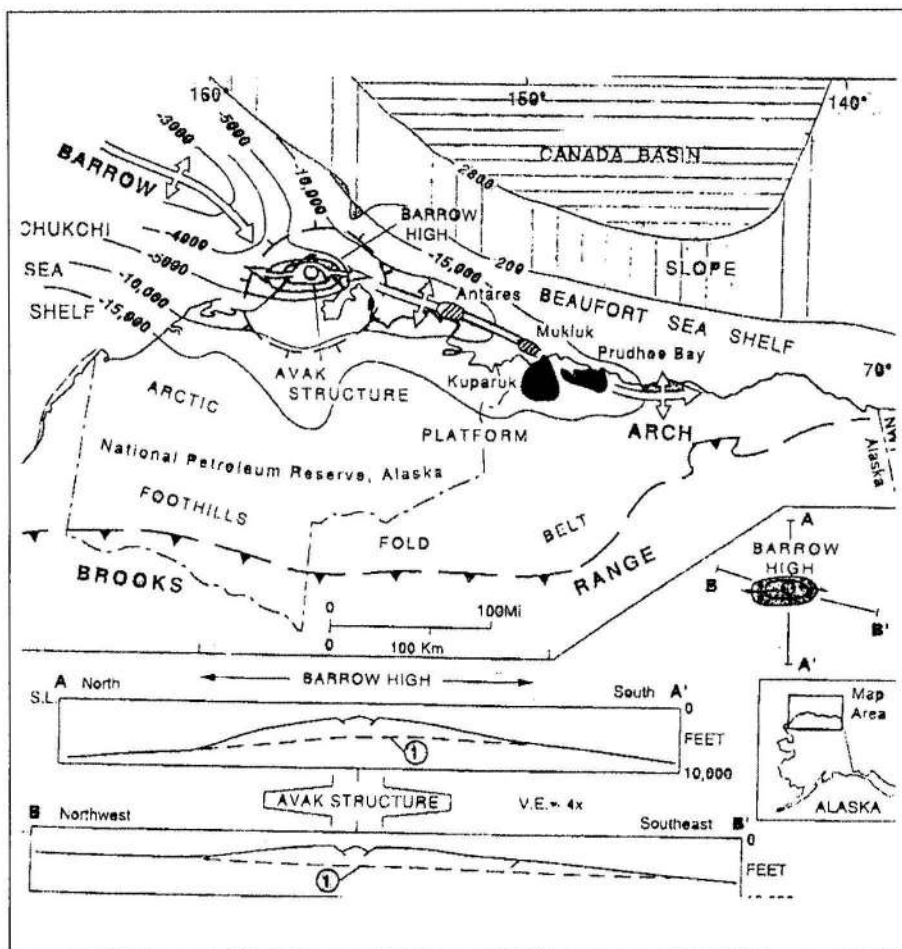 160°
150°
140°
-3000
-5000
CANADA BASIN
BARROW
-10,000
-2800
BARROW
HIGH
CHUKCHI
-4000
-5000
-15,000
-200
SLOPE
SEA
-10,000
Antares
BEAUFORT SEA SHELF
SHELF
-15,000
Mukluk
Prudhoe Bay
AVAK
STRUCTURE
Kuparuk
70°
ARCTIC
PLATFORM
ARCH
Alaska
National Petroleum Reserve, Alaska
FOOTHILLS
FOLD
BELT
A
BARROW
HIGH
BROOKS
RANGE
B
B'
0
100Mi
0
100 Km
A'
BARROW HIGH
A North
South A'
S.L.
0
FEET
10,000
1
Map
Area
ALASKA
AVAK STRUCTURE
V.E.≈ 4x
B Northwest
Southeast B'
0
FEET
1